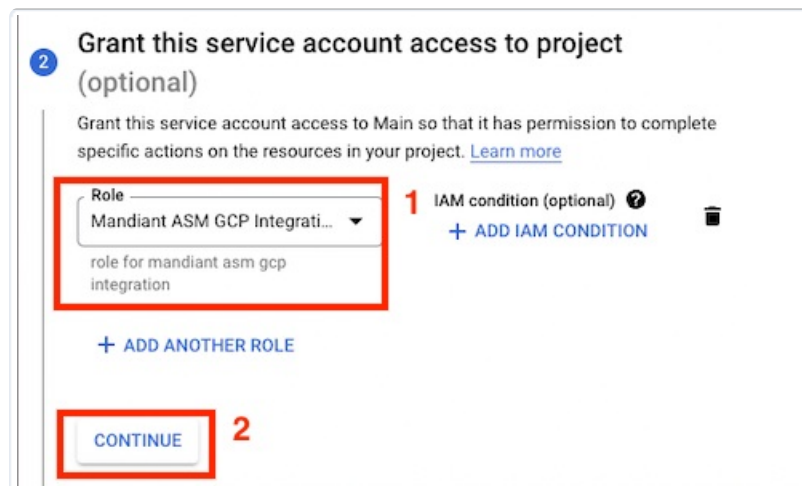 2
Grant this service account access to project
(optional)
Grant this service account access to Main so that it has permission to complete
specific actions on the resources in your project. Learn more
Role
Mandiant ASM GCP Integrati...
role for mandiant asm gcp
integration
1
IAM condition (optional)
+ ADD IAM CONDITION
+ ADD ANOTHER ROLE
CONTINUE
2